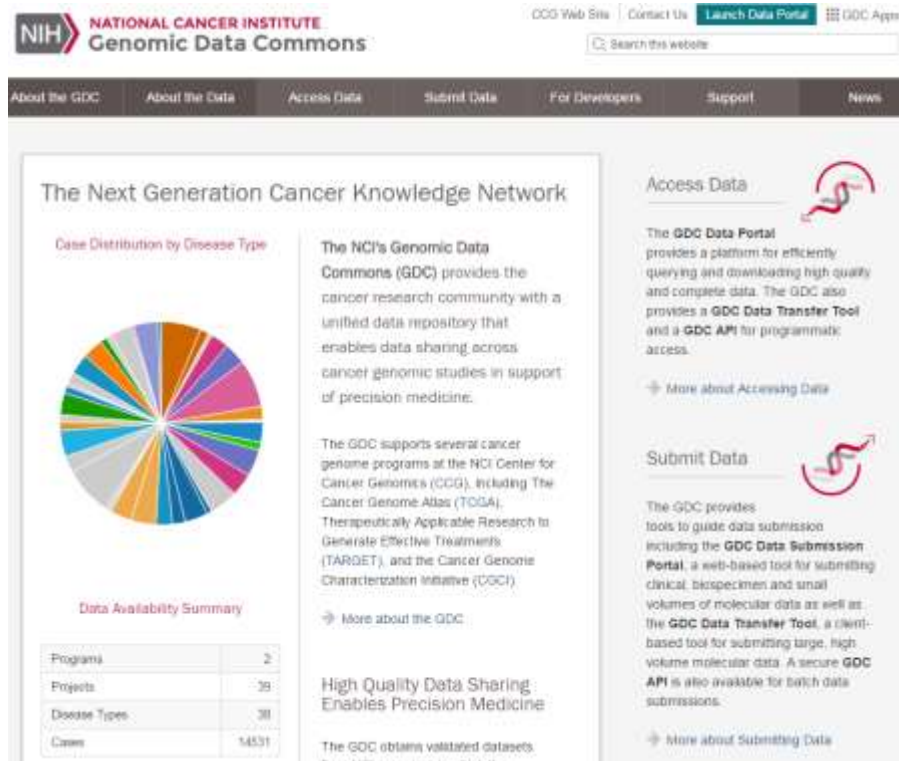 CCG Web Site | Contact Us Launch Data Portal GDC Apps
NIH NATIONAL CANCER INSTITUTE
Genomic Data Commons
Search this website
About the GDC About the Data Access Data Submit Data For Developers Support News
The Next Generation Cancer Knowledge Network
Case Distribution by Disease Type
Data Availability Summary
Programs 2
Projects 39
Disease Types 38
Cases 14531
The NCI's Genomic Data
Commons (GDC) provides the
cancer research community with a
unified data repository that
enables data sharing across
cancer genomic studies in support
of precision medicine.
The GDC supports several cancer
genome programs at the NCI Center for
Cancer Genomics (CCG), including The
Cancer Genome Atlas (TCGA),
Therapeutically Applicable Research to
Generate Effective Treatments
(TARGET), and the Cancer Genome
Characterization Initiative (CGCI).
More about the GDC
High Quality Data Sharing
Enables Precision Medicine
The GDC obtains validated datasets
Access Data
The GDC Data Portal
provides a platform for efficiently
querying and downloading high quality
and complete data. The GDC also
provides a GDC Data Transfer Tool
and a GDC API for programmatic
access.
More about Accessing Data
Submit Data
The GDC provides
tools to guide data submission
including the GDC Data Submission
Portal, a web-based tool for submitting
clinical, biospecimen and small
volumes of molecular data as well as
the GDC Data Transfer Tool, a client-
based tool for submitting large, high
volume molecular data. A secure GDC
API is also available for batch data
submissions.
More about Submitting Data